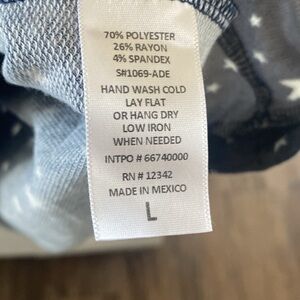 70% POLYESTER
26% RAYON
4% SPANDEX
S#1069-ADE
HAND WASH COLD
LAY FLAT
OR HANG DRY
LOW IRON
WHEN NEEDED
INTPO # 66740000
RN # 12342
MADE IN MEXICO
L